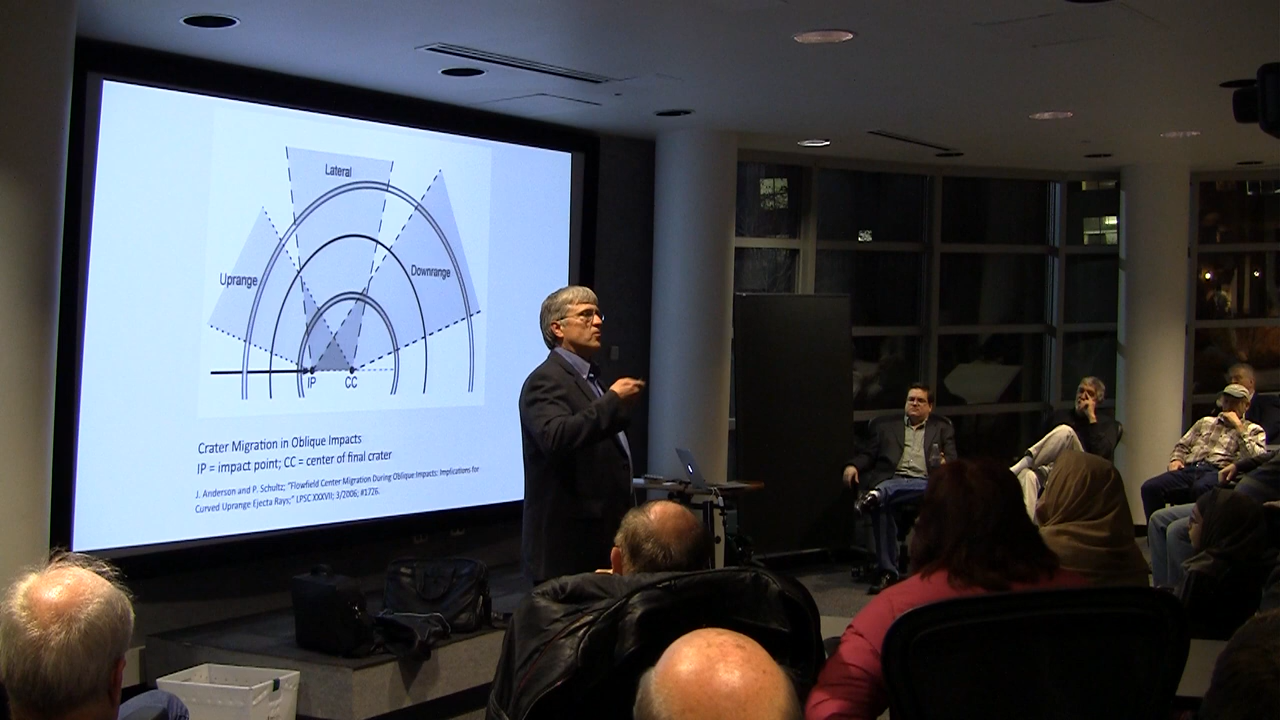 Lateral
Uprange
Downrange
IP
CC
Crater Migration in Oblique Impacts
IP = impact point; CC = center of final crater
J. Anderson and P. Schultz; "Flowfield Center Migration During Oblique Impacts: Implications for
Curved Uprange Ejecta Rays;" LPSC XXXVII; 3/2006; #1726.